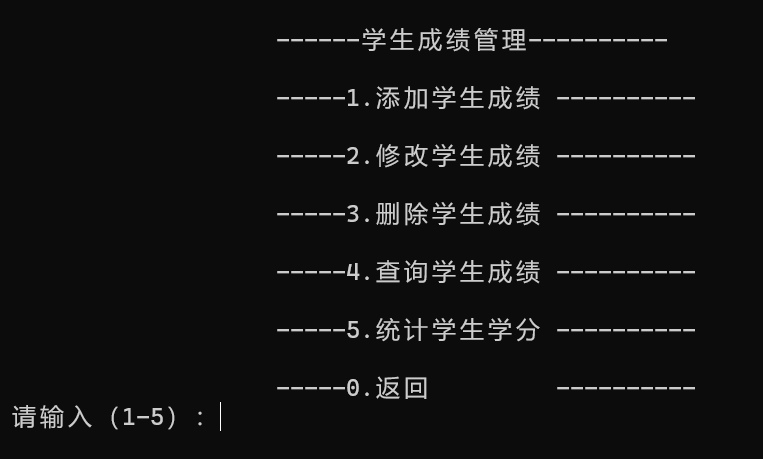 ------学生成绩管理----------
-----1.添加学生成绩 ----------
-----2.修改学生成绩 ----------
-----3.删除学生成绩 ----------
-----4.查询学生成绩 ----------
-----5.统计学生学分 ----------
-----0.返回         ----------
请输入（1-5）：